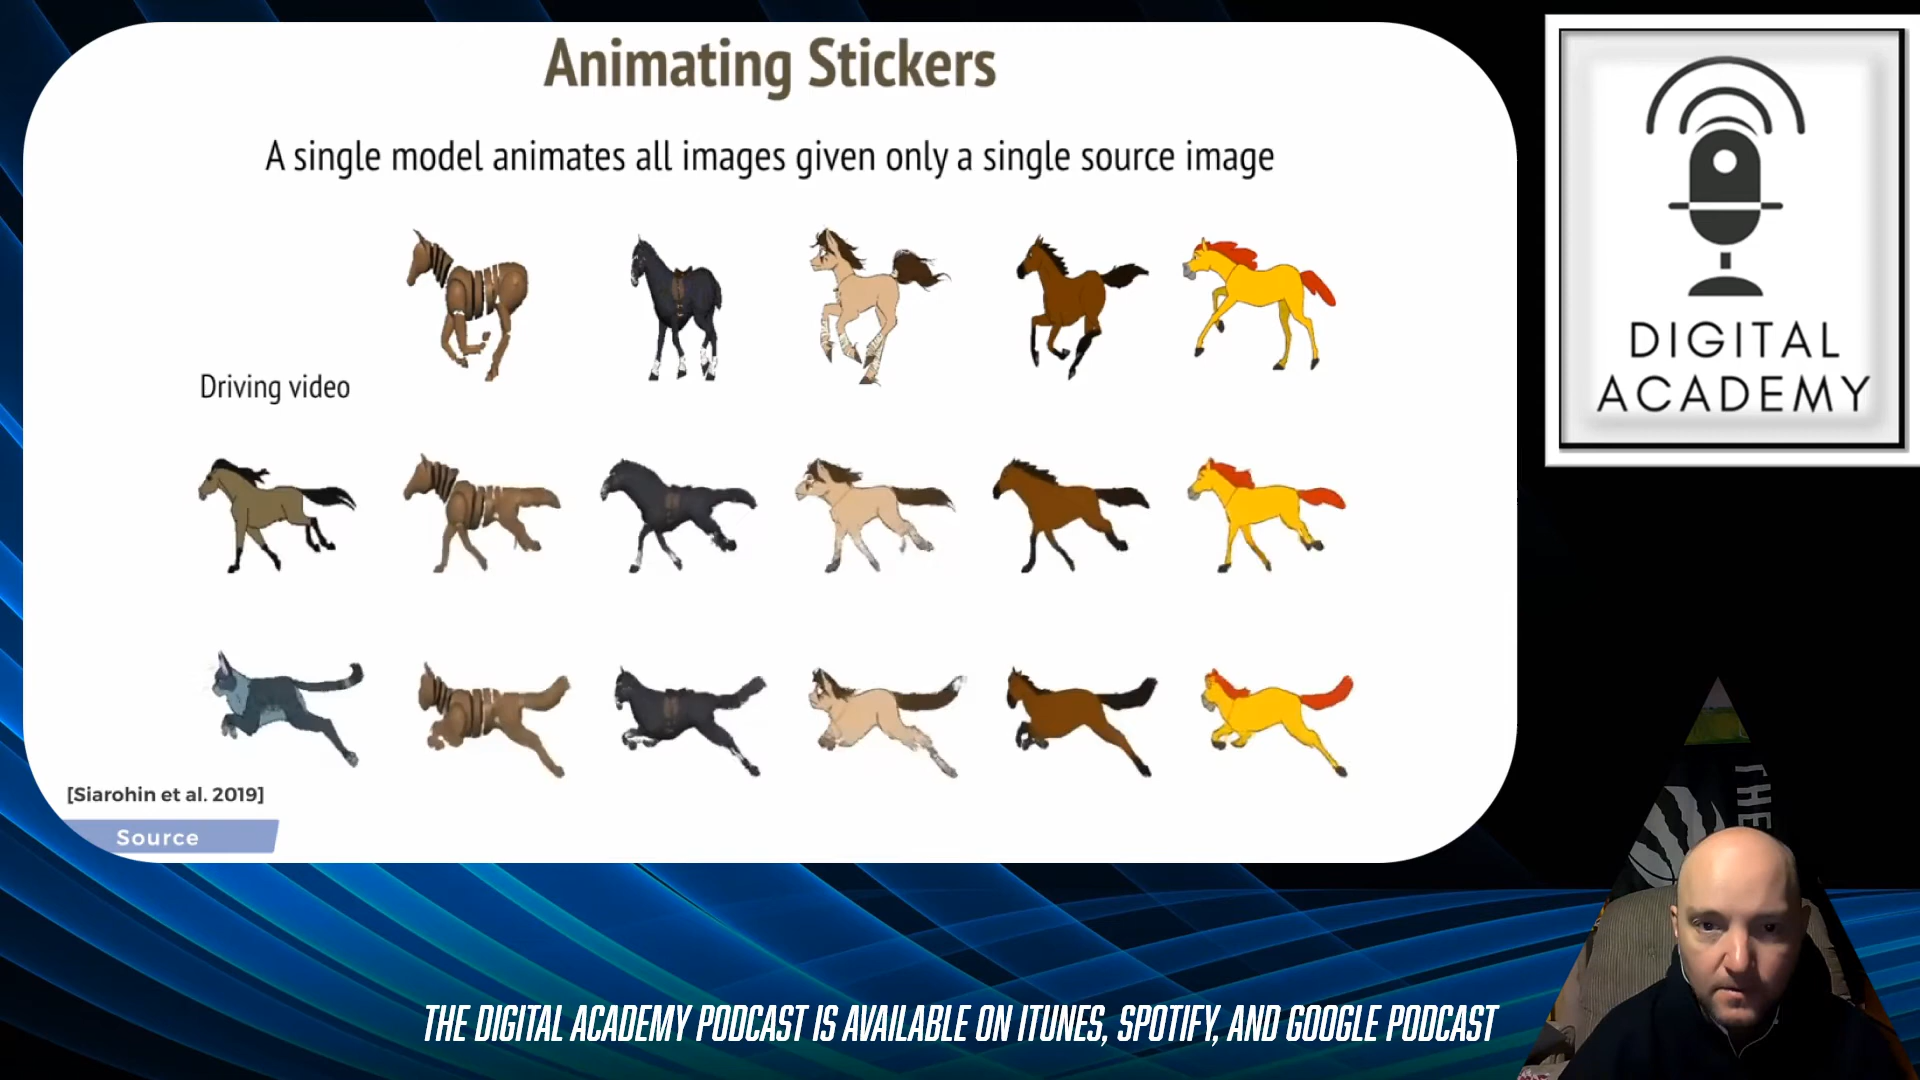 Animating Stickers
A single model animates all images given only a single source image
Driving video
[Siarohin et al. 2019]
Source
DIGITAL
ACADEMY
THE
THE DIGITAL ACADEMY PODCAST IS AVAILABLE ON ITUNES, SPOTIFY, AND GOOGLE PODCAST